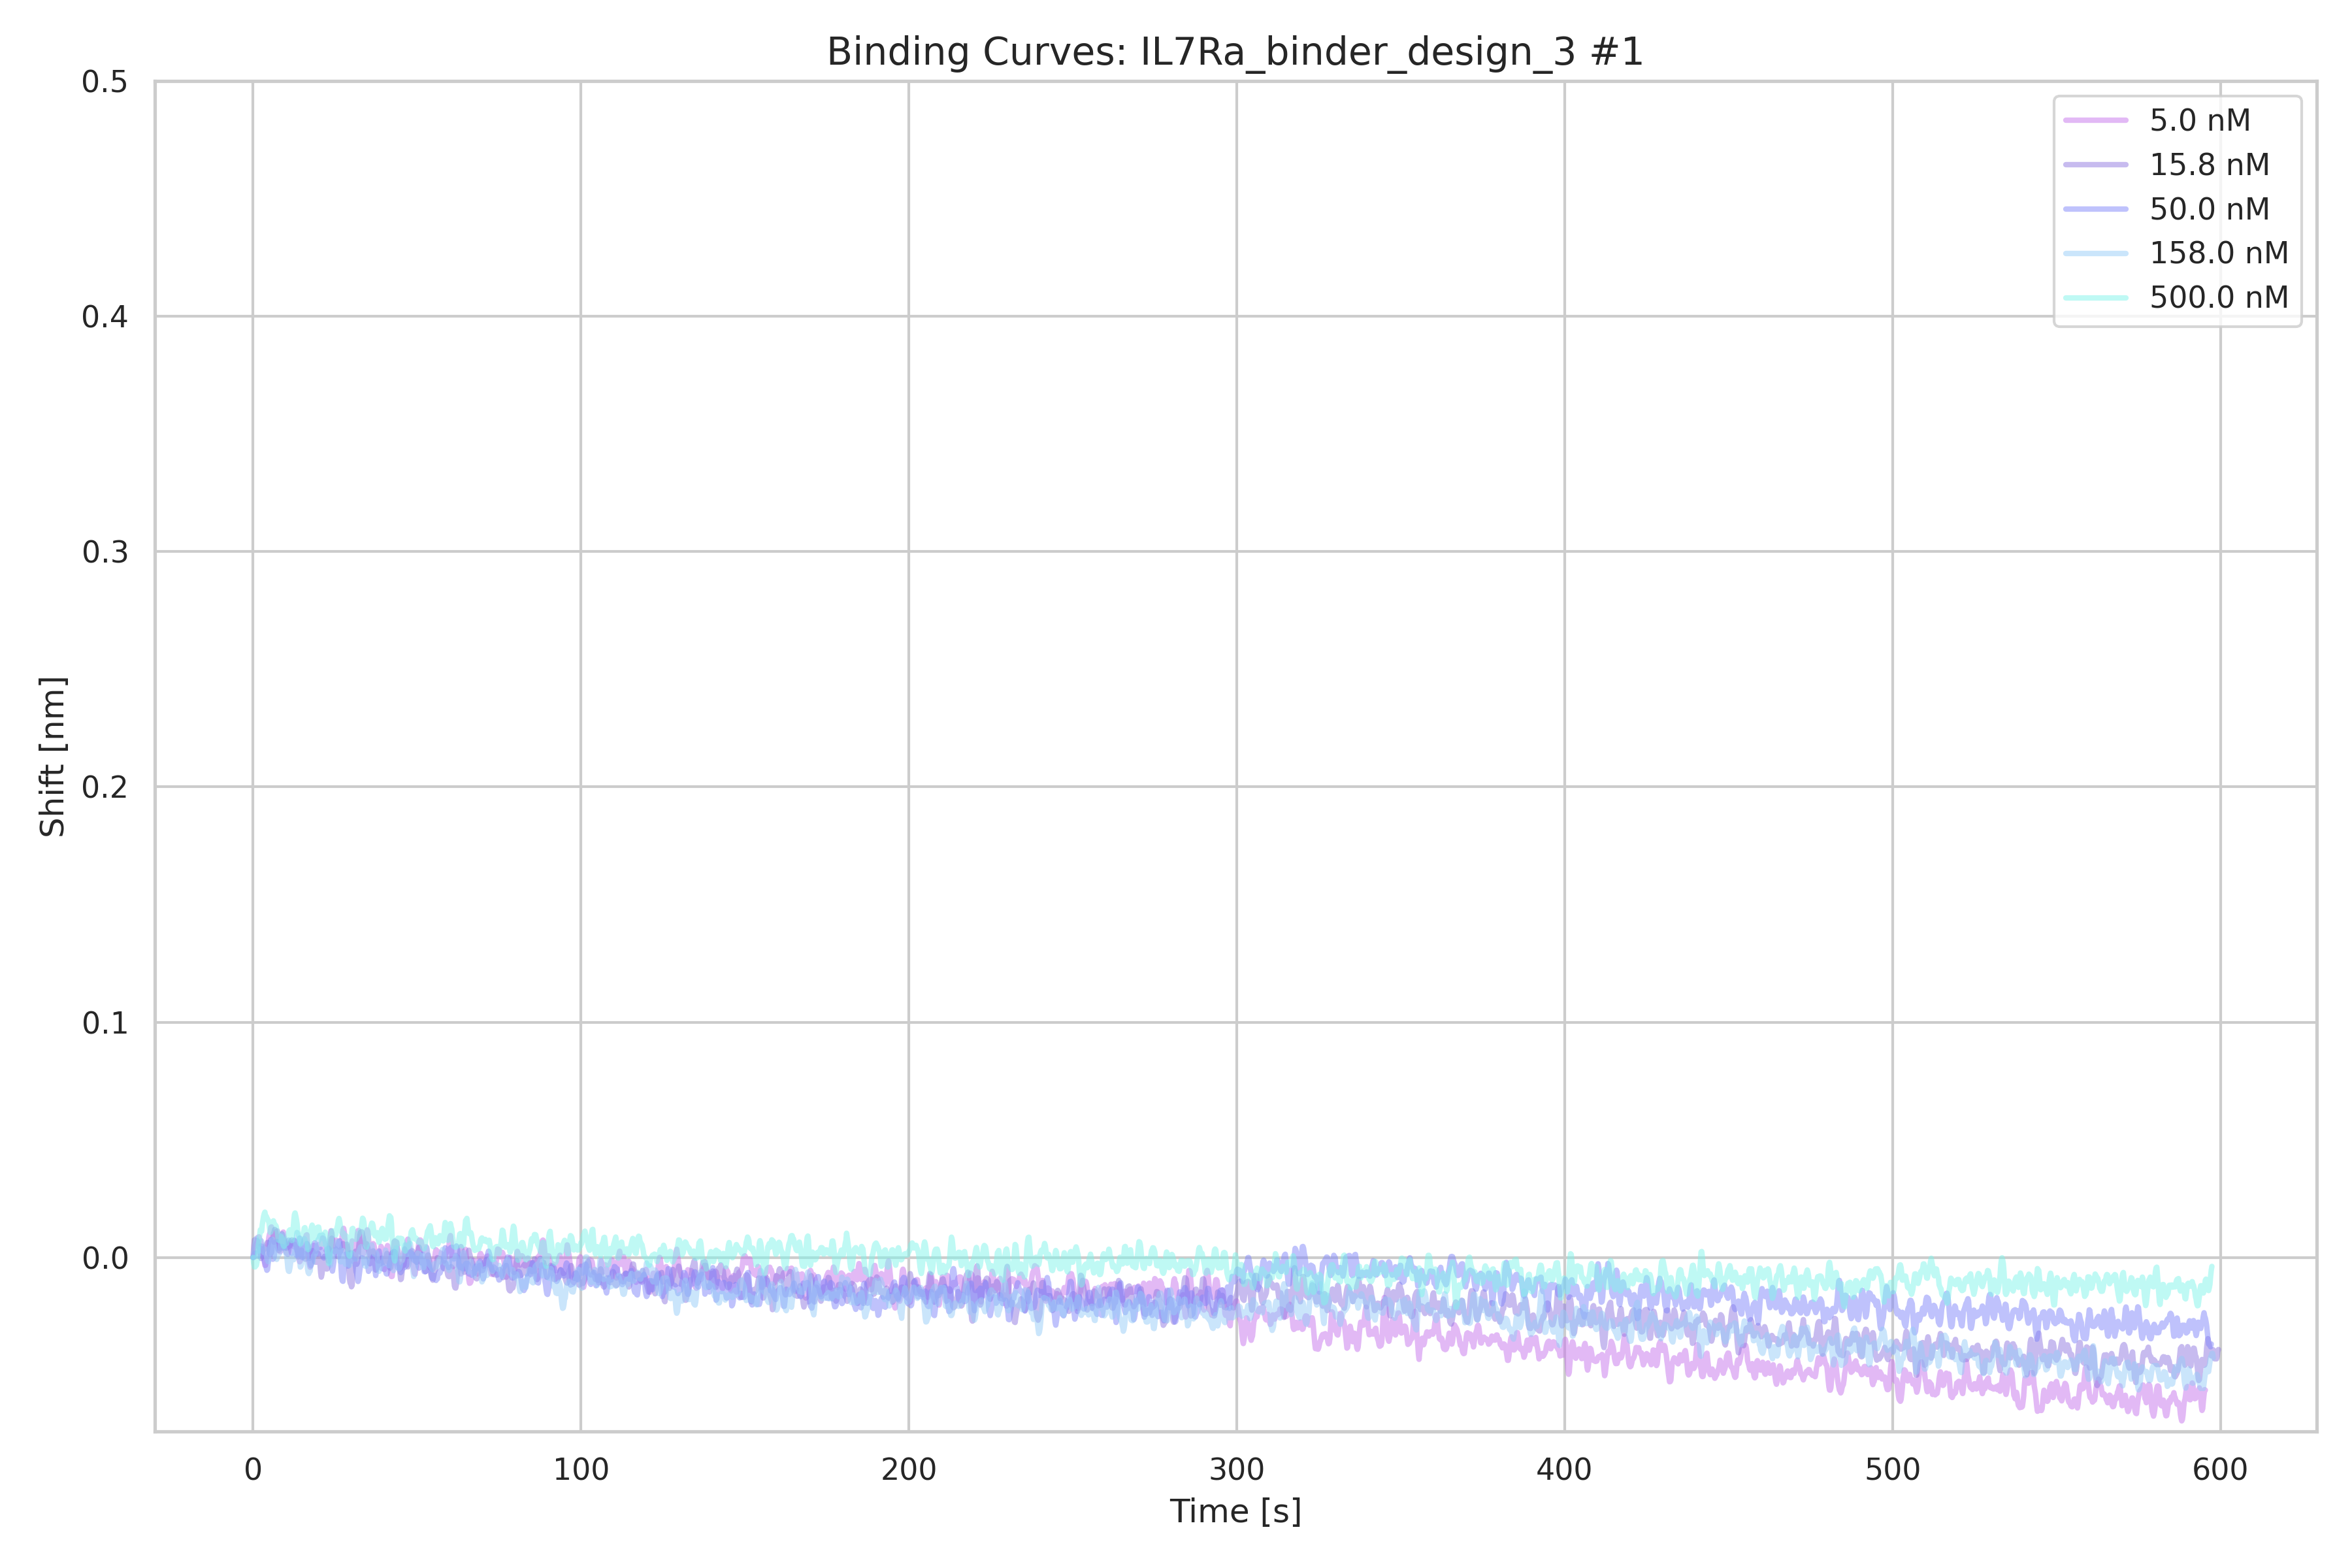 Binding Curves: IL7Ra_binder_design_3 #1
0.5
0.4
0.3
0.2
0.1
0.0
Shift [nm]
5.0 nM
15.8 nM
50.0 nM
158.0 nM
500.0 nM
0 100 200 300 400 500 600
Time [s]